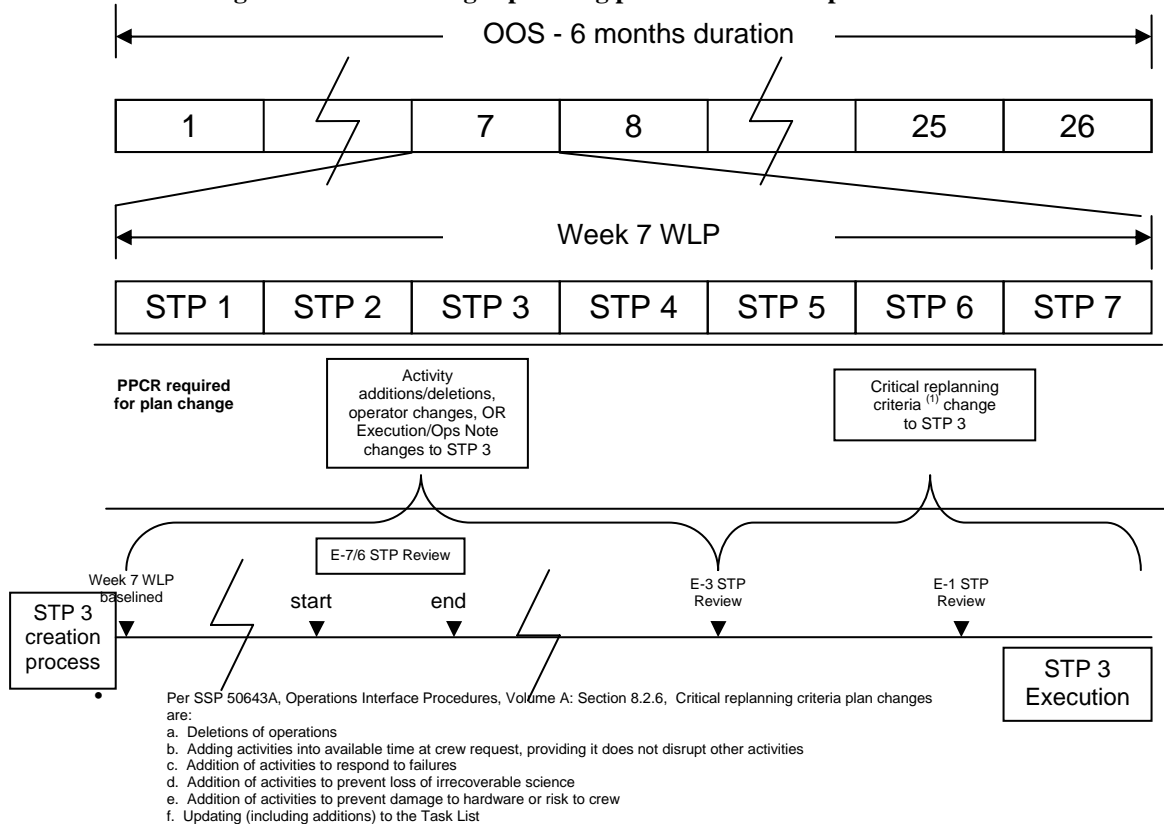 OOS - 6 months duration
1
7
8
25
26
Week 7 WLP
STP 1
STP 2
STP 3
STP 4
STP 5
STP 6
STP 7
PPCR required
for plan change
Activity
additions/deletions,
operator changes, OR
Execution/Ops Note
changes to STP 3
Critical replanning
criteria (1) change
to STP 3
E-7/6 STP Review
Week 7 WLP
baselined
start
end
E-3 STP
Review
E-1 STP
Review
STP 3
creation
process
STP 3
Execution
• Per SSP 50643A, Operations Interface Procedures, Volume A: Section 8.2.6, Critical replanning criteria plan changes
are:
a. Deletions of operations
b. Adding activities into available time at crew request, providing it does not disrupt other activities
c. Addition of activities to respond to failures
d. Addition of activities to prevent loss of irrecoverable science
e. Addition of activities to prevent damage to hardware or risk to crew
f. Updating (including additions) to the Task List